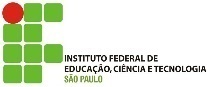 INSTITUTO FEDERAL DE
EDUCAÇÃO, CIÊNCIA E TECNOLOGIA
SÃO PAULO